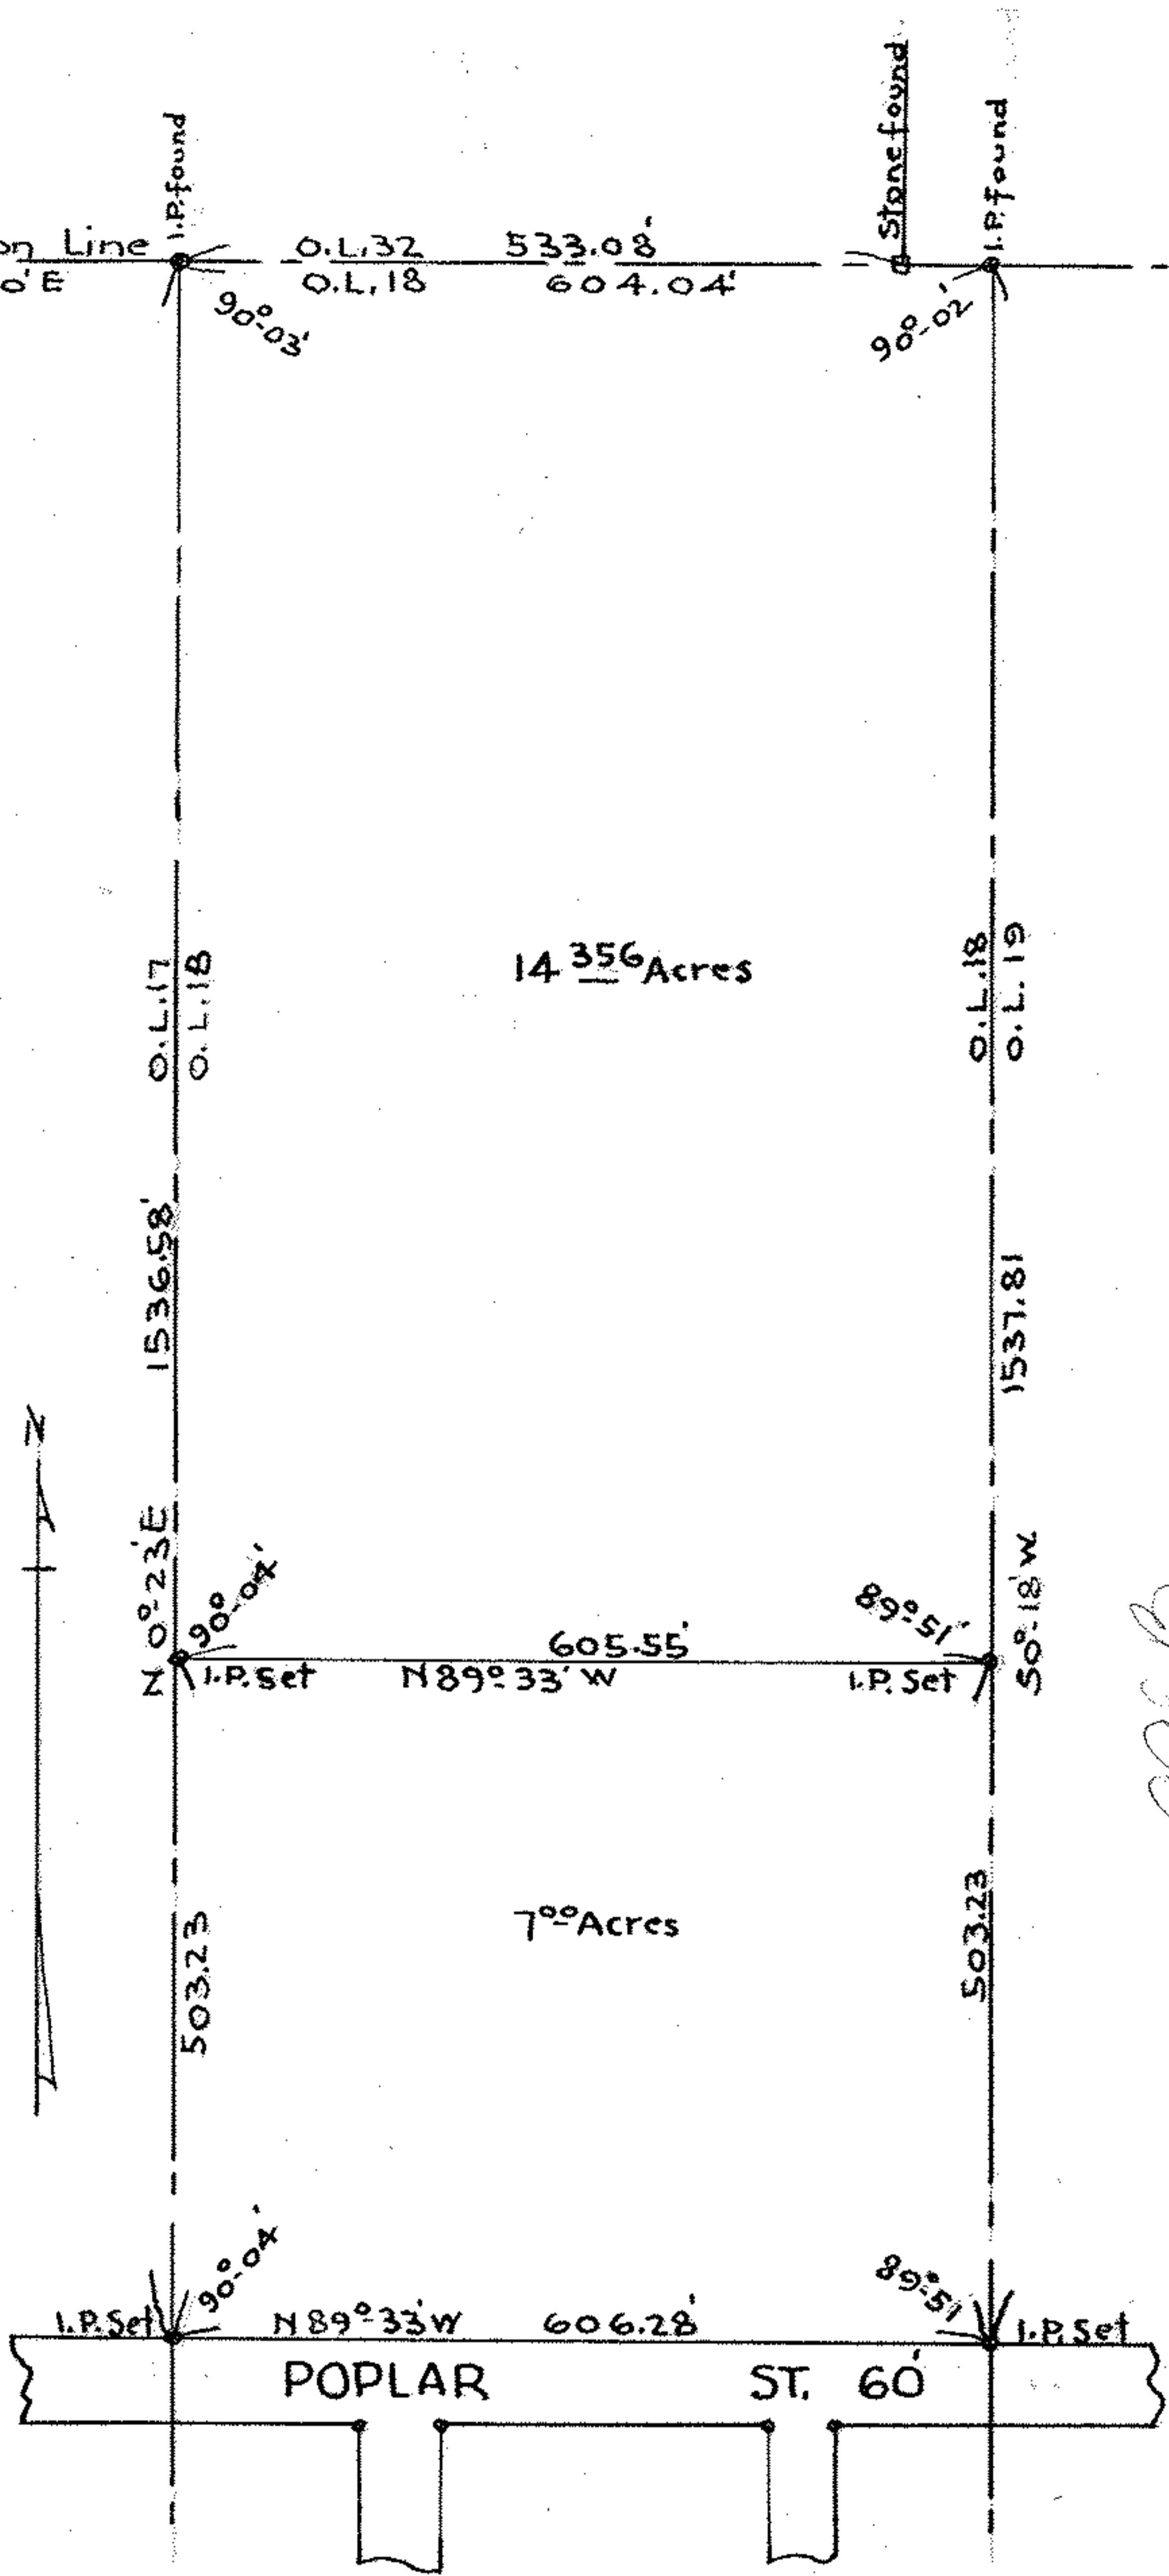 Stone found
I.P. found
I.P. found
Line
0' E
O.L. 32 533.08'
O.L. 18 604.04'
90°-03'
90°-02'
14 356 Acres
O.L. 17
O.L. 18
O.L. 18
O.L. 19
1536.58'
1537.81
N
N 0°-23' E
S 0°-18' W.
90°-04'
89°-51'
605.55'
I.P. Set N 89°-33' W I.P. Set
7 00 Acres
503.23
503.23
90°-04'
89°-51
I.P. Set N 89°-33' W 606.28' I.P. Set
POPLAR ST. 60'